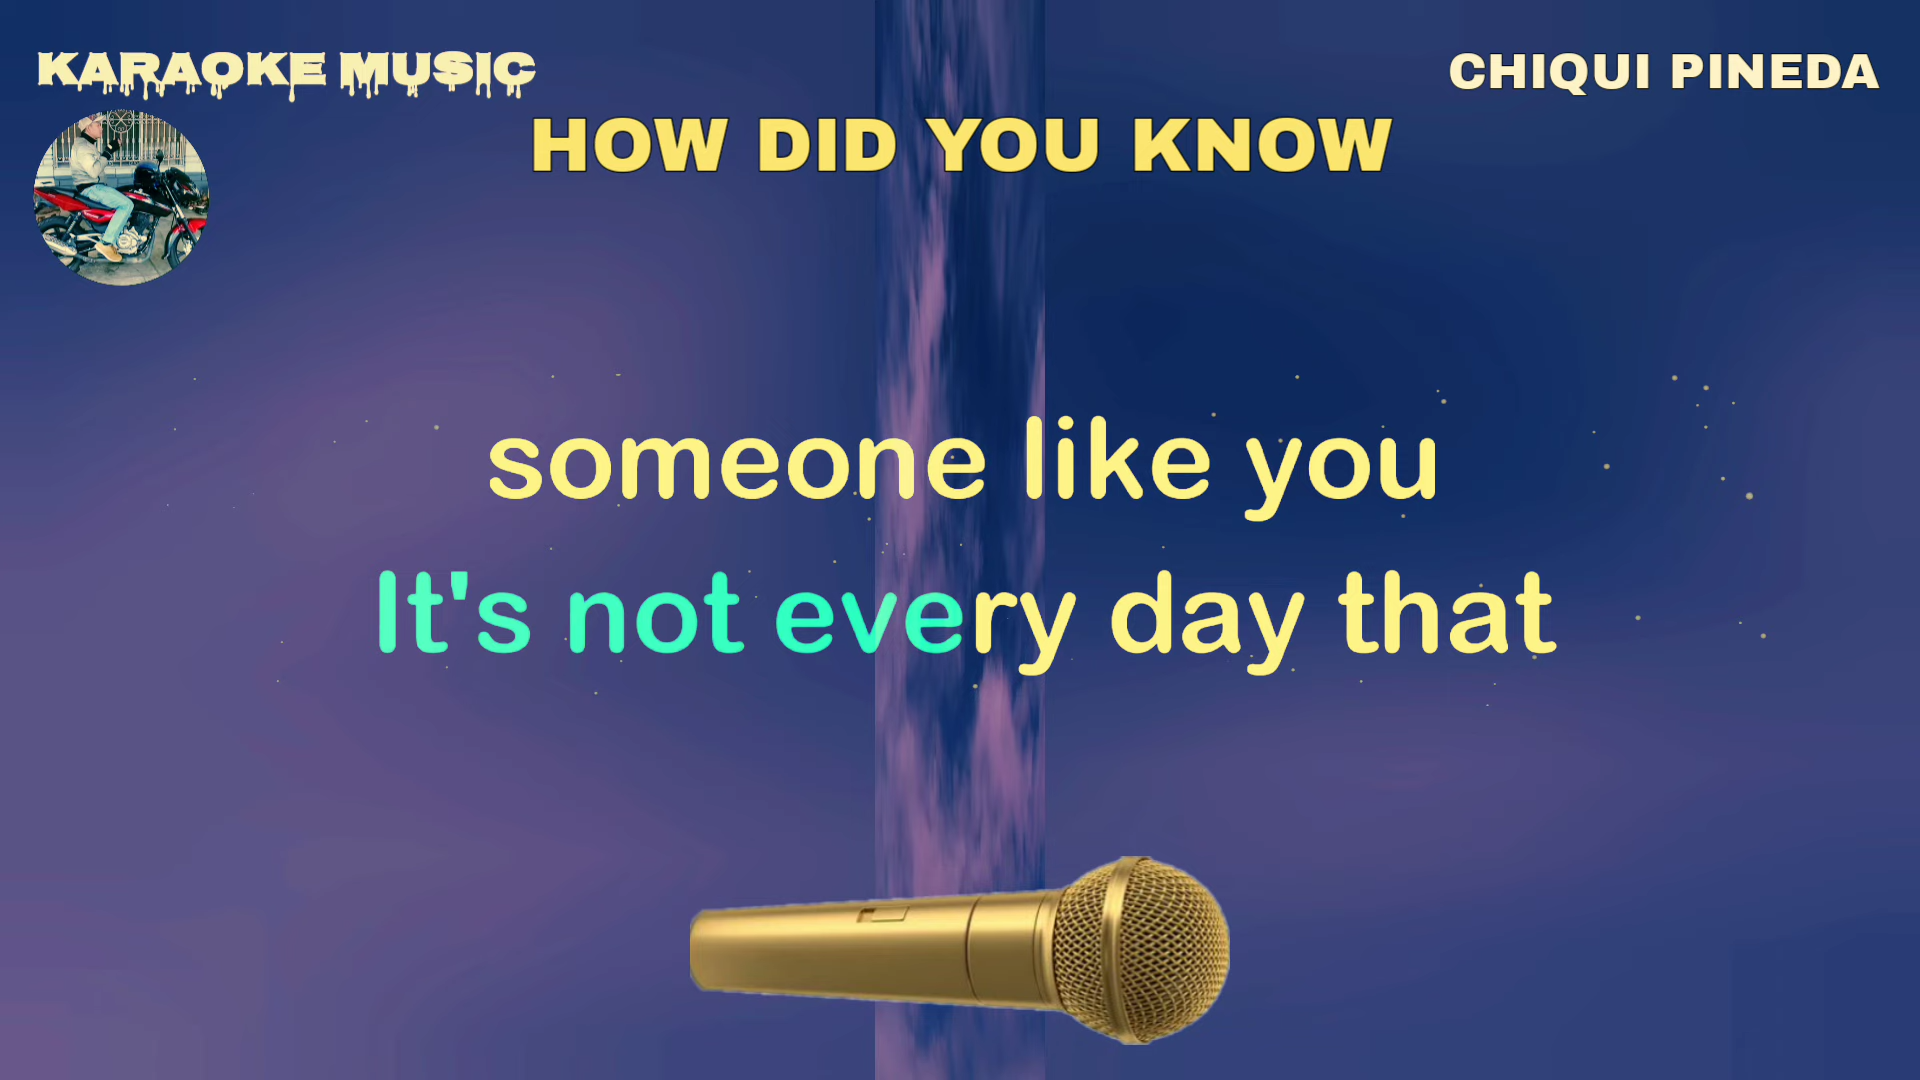 KARAOKE MUSIC
CHIQUI PINEDA
HOW DID YOU KNOW
someone like you
It's not every day that